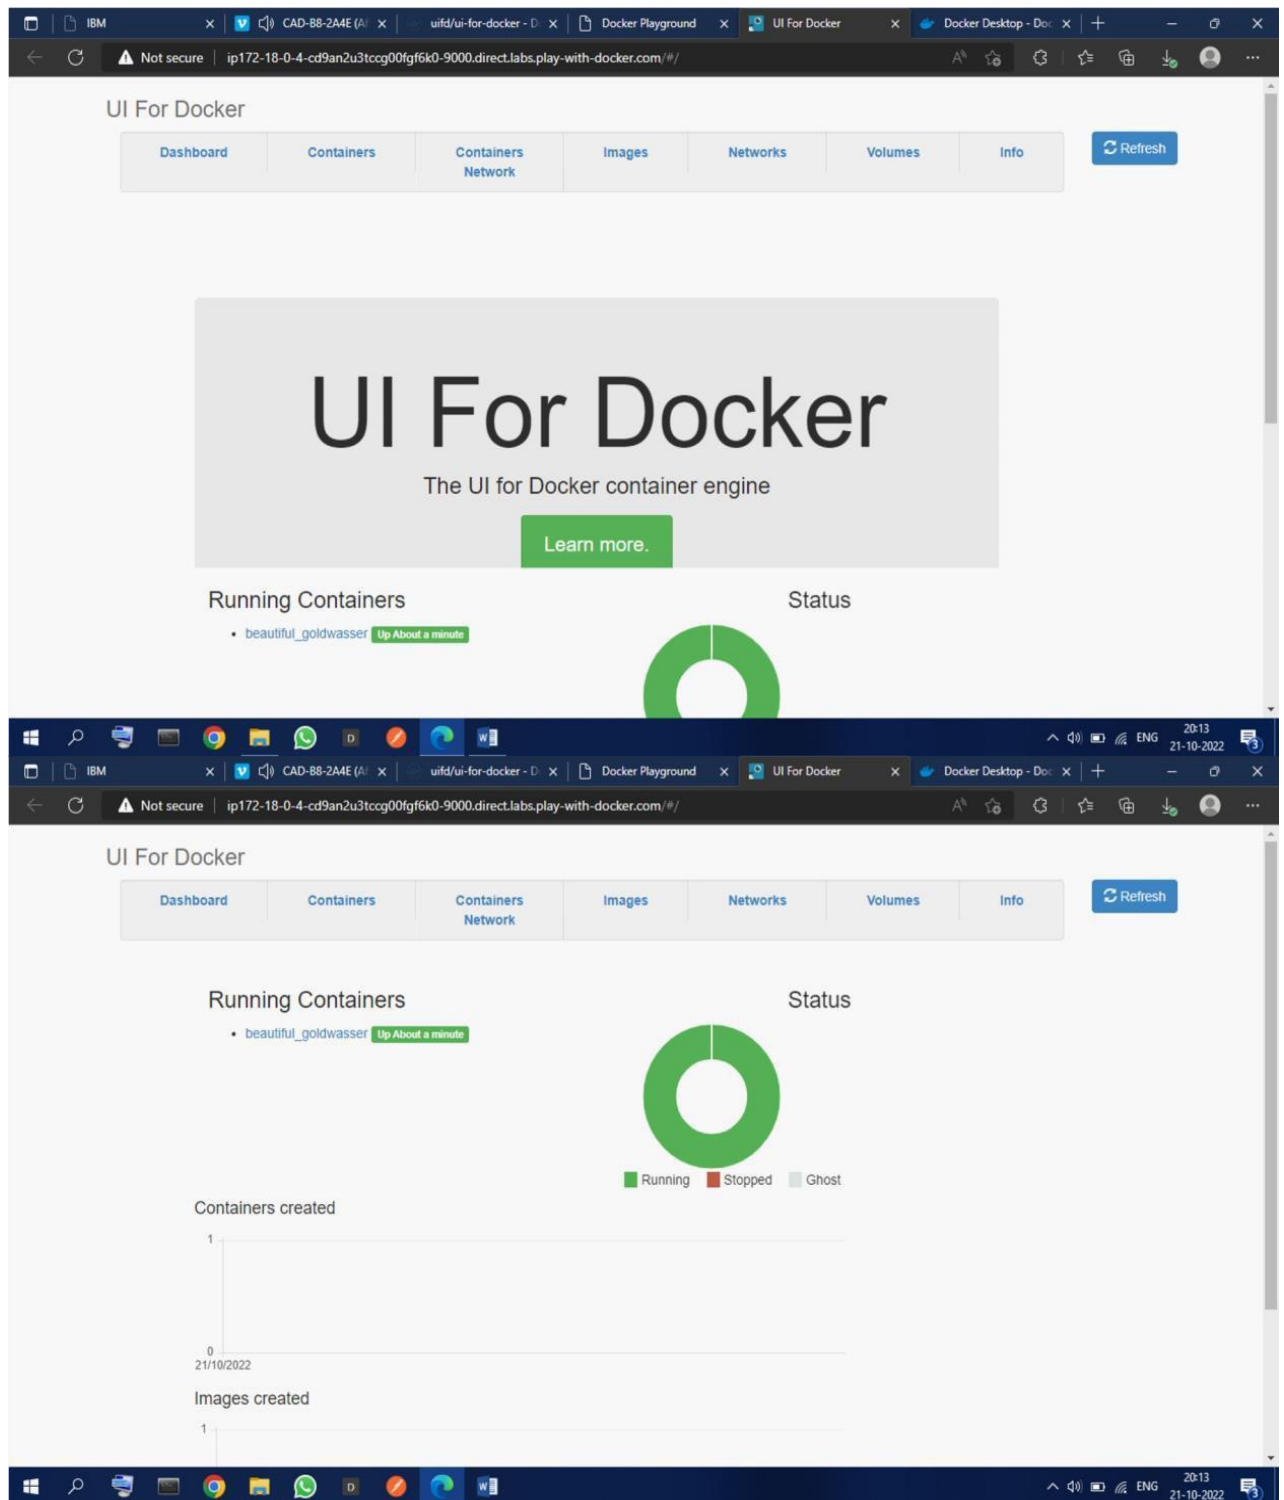 IBM
CAD-B8-2A4E (A
uifd/ui-for-docker - D
Docker Playground
UI For Docker
Docker Desktop - Doc
Not secure
ip172-18-0-4-cd9an2u3tccg00fgf6k0-9000.direct.labs.play-with-docker.com/#/
UI For Docker
Dashboard
Containers
Containers
Network
Images
Networks
Volumes
Info
Refresh
UI For Docker
The UI for Docker container engine
Learn more.
Running Containers
Status
beautiful_goldwasser Up About a minute
ENG
20:13
21-10-2022
3
IBM
CAD-B8-2A4E (A
uifd/ui-for-docker - D
Docker Playground
UI For Docker
Docker Desktop - Doc
Not secure
ip172-18-0-4-cd9an2u3tccg00fgf6k0-9000.direct.labs.play-with-docker.com/#/
UI For Docker
Dashboard
Containers
Containers
Network
Images
Networks
Volumes
Info
Refresh
Running Containers
Status
beautiful_goldwasser Up About a minute
Running
Stopped
Ghost
Containers created
1
0
21/10/2022
Images created
1
ENG
20:13
21-10-2022
3